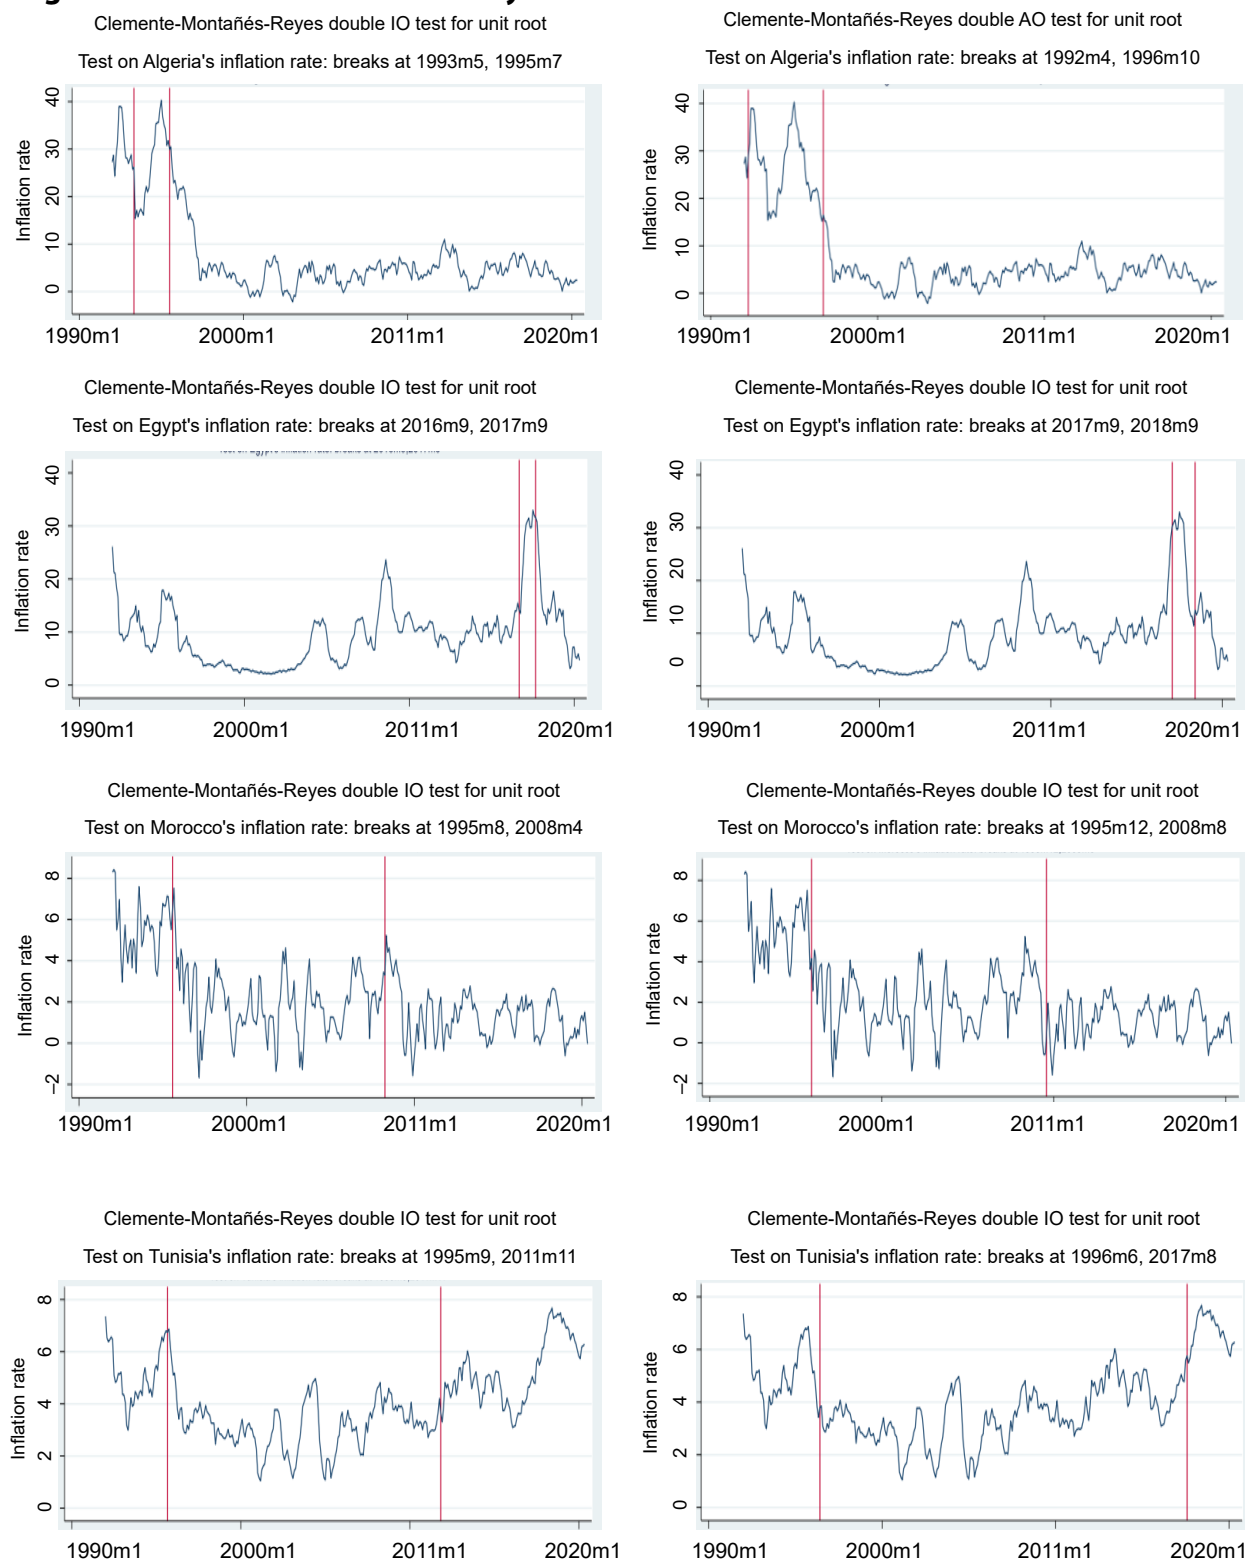 Clemente-Montañés-Reyes double IO test for unit root
Test on Algeria's inflation rate: breaks at 1993m5, 1995m7
Inflation rate
40
30
20
10
0
1990m1 2000m1 2011m1 2020m1
Clemente-Montañés-Reyes double AO test for unit root
Test on Algeria's inflation rate: breaks at 1992m4, 1996m10
Inflation rate
40
30
20
10
0
1990m1 2000m1 2011m1 2020m1
Clemente-Montañés-Reyes double IO test for unit root
Test on Egypt's inflation rate: breaks at 2016m9, 2017m9
Inflation rate
40
30
20
10
0
1990m1 2000m1 2011m1 2020m1
Clemente-Montañés-Reyes double IO test for unit root
Test on Egypt's inflation rate: breaks at 2017m9, 2018m9
Inflation rate
40
30
20
10
0
1990m1 2000m1 2011m1 2020m1
Clemente-Montañés-Reyes double IO test for unit root
Test on Morocco's inflation rate: breaks at 1995m8, 2008m4
Inflation rate
8
6
4
2
0
−2
1990m1 2000m1 2011m1 2020m1
Clemente-Montañés-Reyes double IO test for unit root
Test on Morocco's inflation rate: breaks at 1995m12, 2008m8
Inflation rate
8
6
4
2
0
−2
1990m1 2000m1 2011m1 2020m1
Clemente-Montañés-Reyes double IO test for unit root
Test on Tunisia's inflation rate: breaks at 1995m9, 2011m11
Inflation rate
8
6
4
2
0
1990m1 2000m1 2011m1 2020m1
Clemente-Montañés-Reyes double IO test for unit root
Test on Tunisia's inflation rate: breaks at 1996m6, 2017m8
Inflation rate
8
6
4
2
0
1990m1 2000m1 2011m1 2020m1